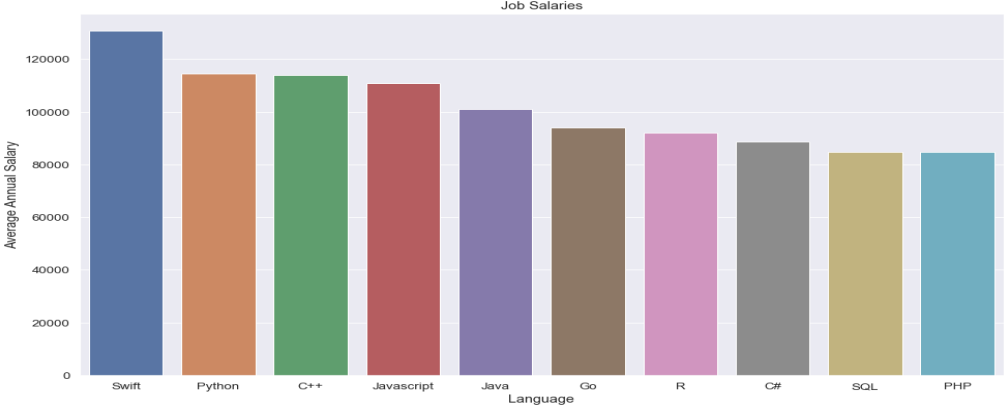 Job Salaries
Average Annual Salary
120000
100000
80000
60000
40000
20000
0
Swift Python C++ Javascript Java Go R C# SQL PHP
Language